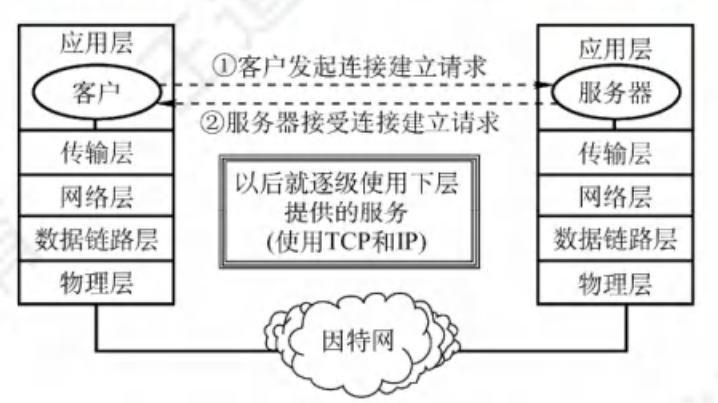 应用层
客户
传输层
网络层
数据链路层
物理层
①客户发起连接建立请求
②服务器接受连接建立请求
以后就逐级使用下层
提供的服务
(使用TCP和IP)
应用层
服务器
传输层
网络层
数据链路层
物理层
因特网